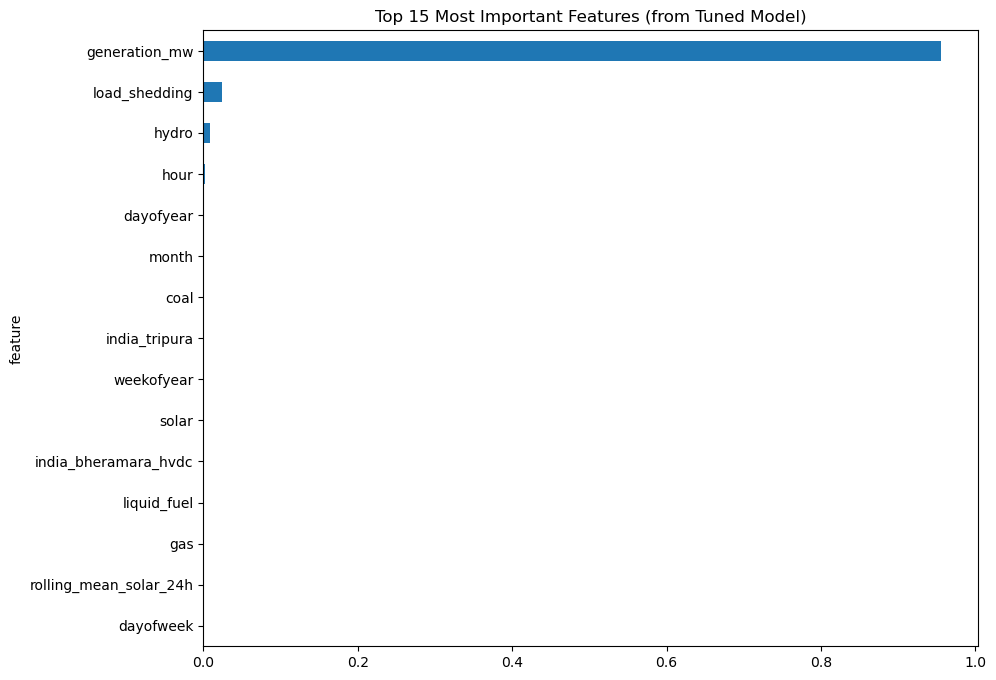 Top 15 Most Important Features (from Tuned Model)
generation_mw
load_shedding
hydro
hour
dayofyear
month
coal
india_tripura
weekofyear
solar
india_bheramara_hvdc
liquid_fuel
gas
rolling_mean_solar_24h
dayofweek
feature
0.0 0.2 0.4 0.6 0.8 1.0